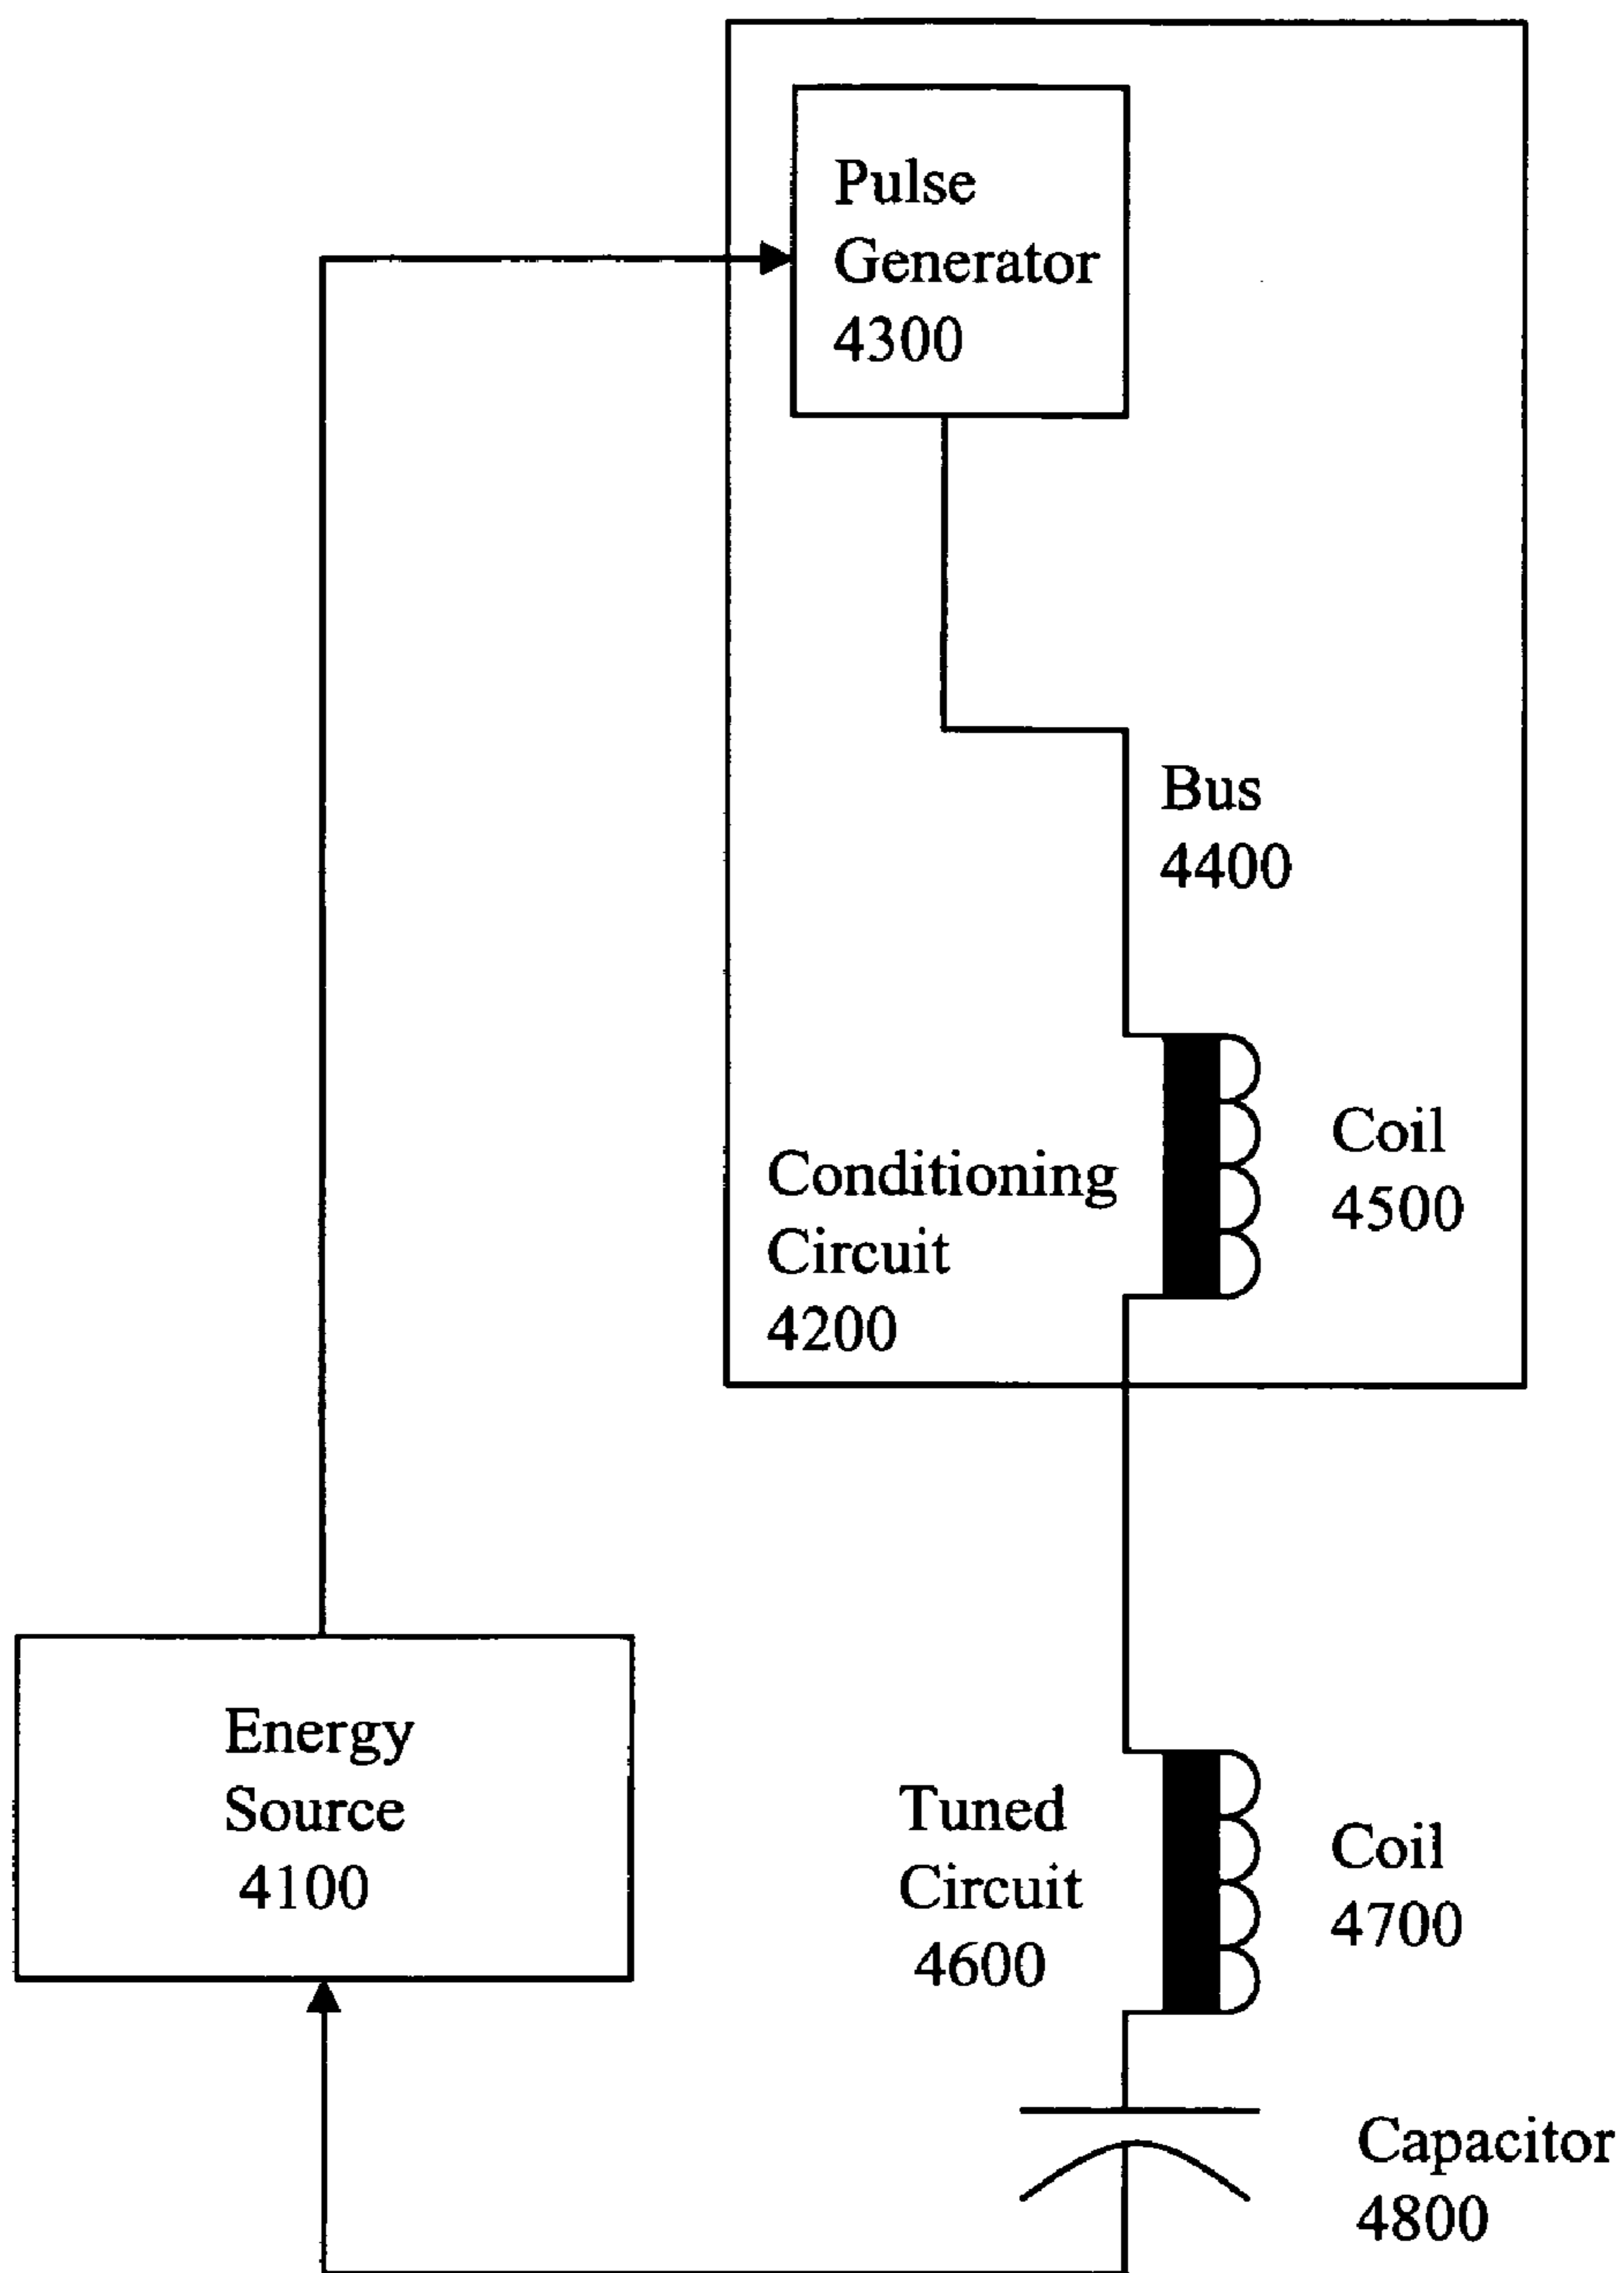 Pulse
Generator
4300
Bus
4400
Coil
4500
Conditioning
Circuit
4200
Energy
Source
4100
Tuned
Circuit
4600
Coil
4700
Capacitor
4800